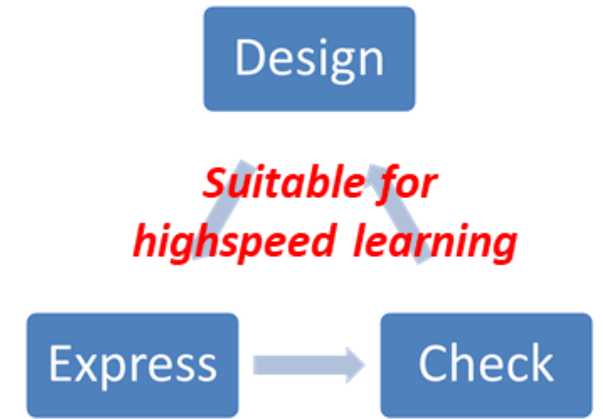 Design
Suitable for
highspeed learning
Express
Check